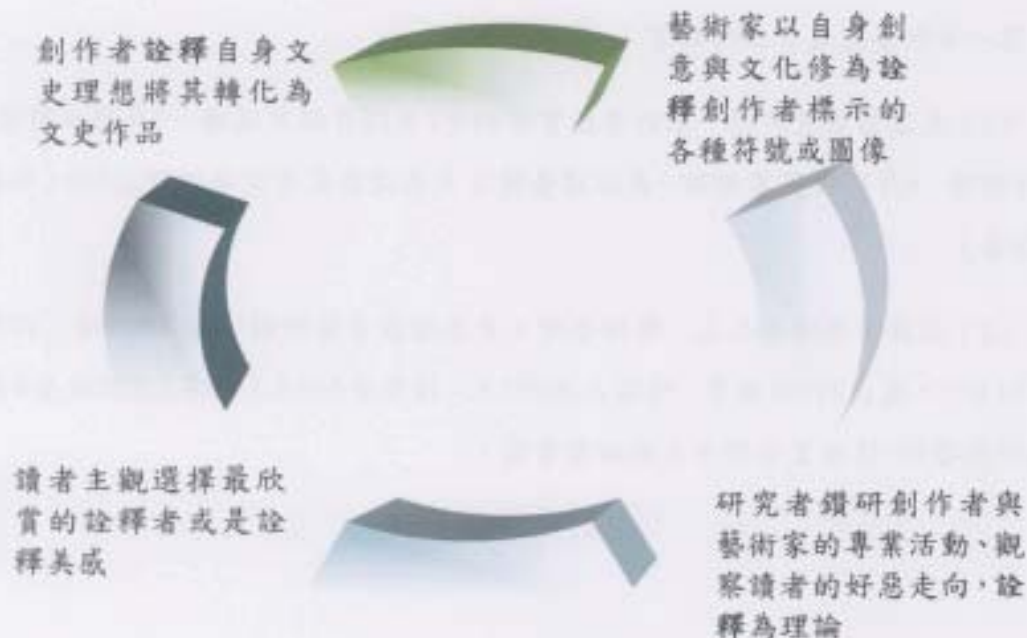 創作者詮釋自身文
史理想將其轉化為
文史作品
藝術家以自身創
意與文化修為詮
釋創作者標示的
各種符號或圖像
讀者主觀選擇最欣
賞的詮釋者或是詮
釋美感
研究者鑽研創作者與
藝術家的專業活動、觀
察讀者的好惡走向，詮
釋為理論